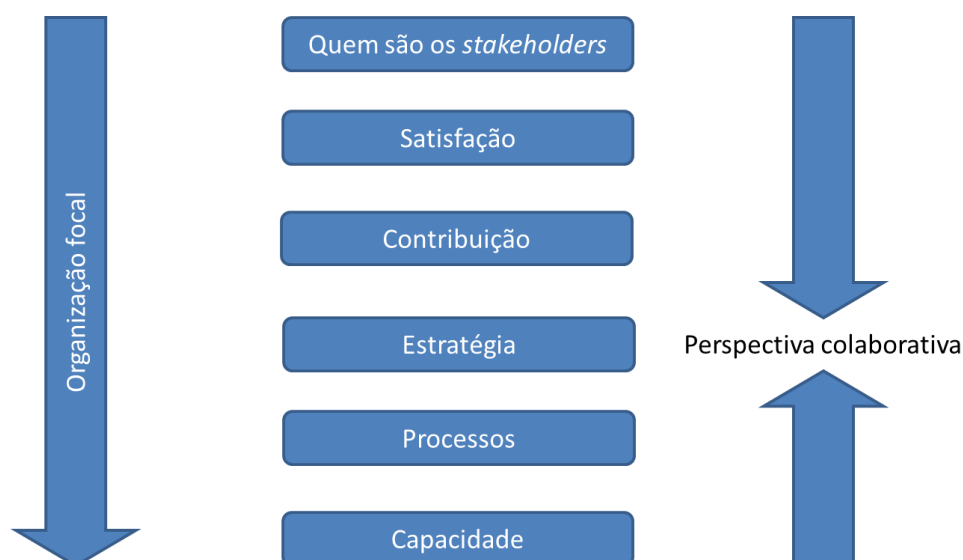 Quem são os stakeholders
Satisfação
Contribuição
Organização focal
Estratégia
Perspectiva colaborativa
Processos
Capacidade